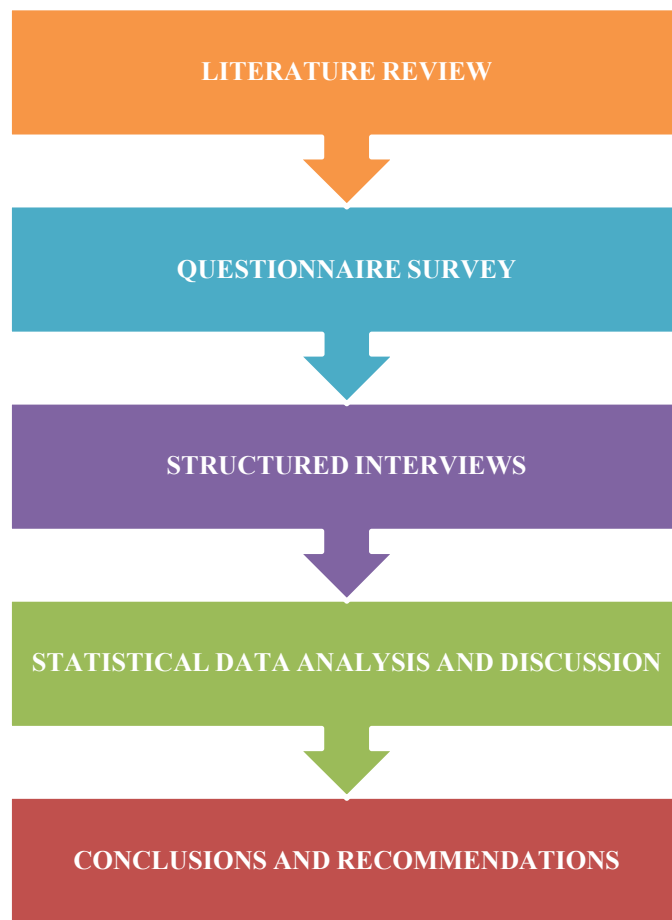 LITERATURE REVIEW
QUESTIONNAIRE SURVEY
STRUCTURED INTERVIEWS
STATISTICAL DATA ANALYSIS AND DISCUSSION
CONCLUSIONS AND RECOMMENDATIONS